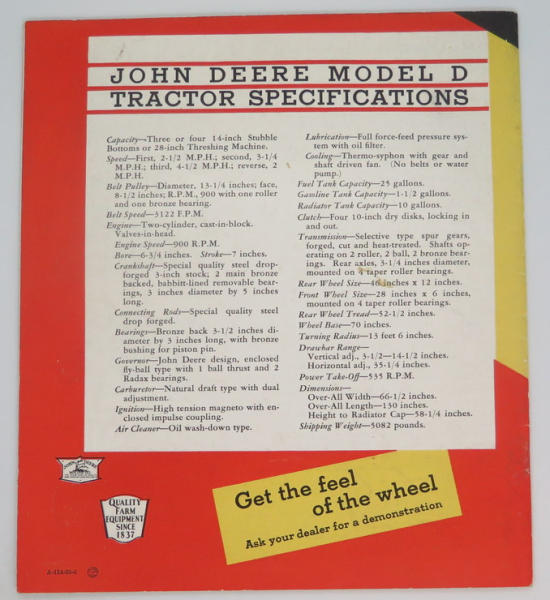 JOHN DEERE MODEL D
TRACTOR SPECIFICATIONS
Capacity—Three or four 14-inch Stubble
Bottoms or 28-inch Threshing Machine.
Speed—First, 2-1/2 M.P.H.; second, 3-1/4
M.P.H.; third, 4-1/2 M.P.H.; reverse, 2
M.P.H.
Belt Pulley—Diameter, 13-1/4 inches; face,
8-1/2 inches; R.P.M., 900 with one roller
and one bronze bearing.
Belt Speed—3122 F.P.M.
Engine—Two-cylinder, cast-in-block.
Valves-in-head.
Engine Speed—900 R.P.M.
Bore—6-3/4 inches. Stroke—7 inches.
Crankshaft—Special quality steel drop-
forged 3-inch stock; 2 main bronze
backed, babbitt-lined removable bear-
ings, 3 inches diameter by 5 inches
long.
Connecting Rods—Special quality steel
drop forged.
Bearings—Bronze back 3-1/2 inches di-
ameter by 3 inches long, with bronze
bushing for piston pin.
Governor—John Deere design, enclosed
fly-ball type with 1 ball thrust and 2
Radax bearings.
Carburetor—Natural draft type with dual
adjustment.
Ignition—High tension magneto with en-
closed impulse coupling.
Air Cleaner—Oil wash-down type.
Lubrication—Full force-feed pressure sys-
tem with oil filter.
Cooling—Thermo-syphon with gear and
shaft driven fan. (No belts or water
pump.)
Fuel Tank Capacity—25 gallons.
Gasoline Tank Capacity—1-1/2 gallons.
Radiator Tank Capacity—10 gallons.
Clutch—Four 10-inch dry disks, locking in
and out.
Transmission—Selective type spur gears,
forged, cut and heat-treated. Shafts op-
erating on 2 roller, 2 ball, 2 bronze bear-
ings. Rear axles, 3-1/4 inches diameter,
mounted on 4 taper roller bearings.
Rear Wheel Size—46 inches x 12 inches.
Front Wheel Size—28 inches x 6 inches,
mounted on 4 taper roller bearings.
Rear Wheel Tread—52-1/2 inches.
Wheel Base—70 inches.
Turning Radius—13 feet 6 inches.
Drawbar Range—
Vertical adj., 3-1/2—14-1/2 inches.
Horizontal adj., 35-1/4 inches.
Power Take-Off—535 R.P.M.
Dimensions—
Over-All Width—66-1/2 inches.
Over-All Length—130 inches.
Height to Radiator Cap—58-1/4 inches.
Shipping Weight—5082 pounds.
JOHN DEERE
QUALITY
FARM
EQUIPMENT
SINCE
1837
Get the feel
of the wheel
Ask your dealer for a demonstration